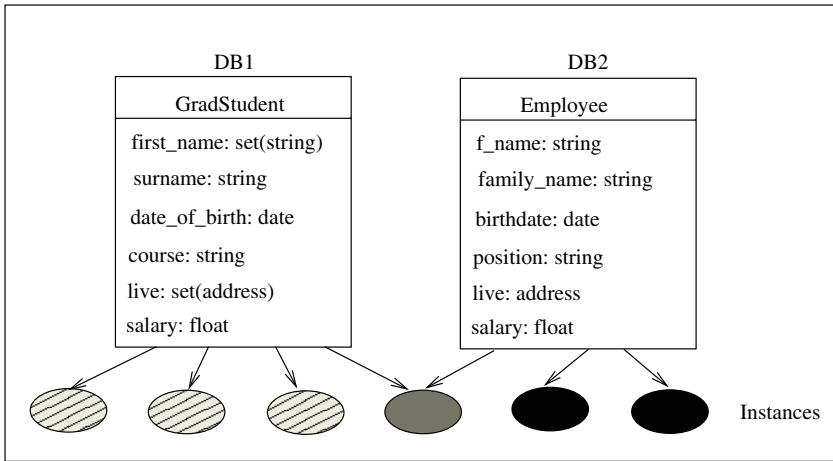 DB1
DB2
GradStudent
first_name: set(string)
surname: string
date_of_birth: date
course: string
live: set(address)
salary: float
Employee
f_name: string
family_name: string
birthdate: date
position: string
live: address
salary: float
Instances